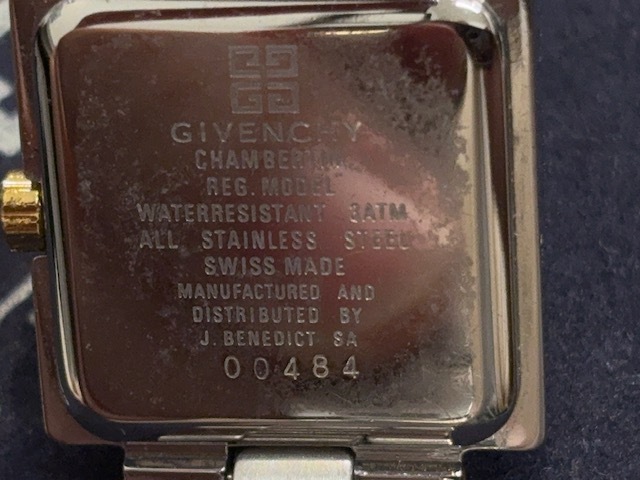 GIVENCHY
REG. MODEL
WATERRESISTANT 3ATM
ALL STAINLESS STEEL
SWISS MADE
MANUFACTURED AND
DISTRIBUTED BY
J. BENEDICT SA
00484